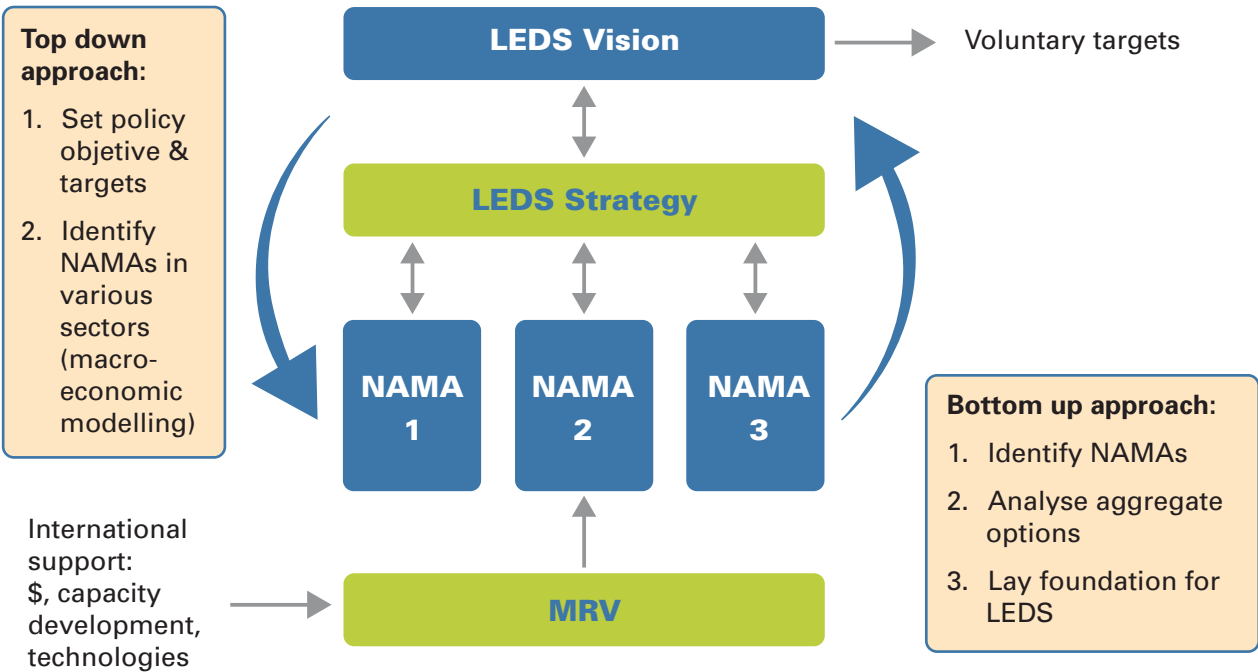 Top down
approach:
1. Set policy
objetive &
targets
2. Identify
NAMAs in
various
sectors
(macro-
economic
modelling)
LEDS Vision
Voluntary targets
LEDS Strategy
NAMA
1
NAMA
2
NAMA
3
Bottom up approach:
1. Identify NAMAs
2. Analyse aggregate
options
3. Lay foundation for
LEDS
International
support:
$, capacity
development,
technologies
MRV